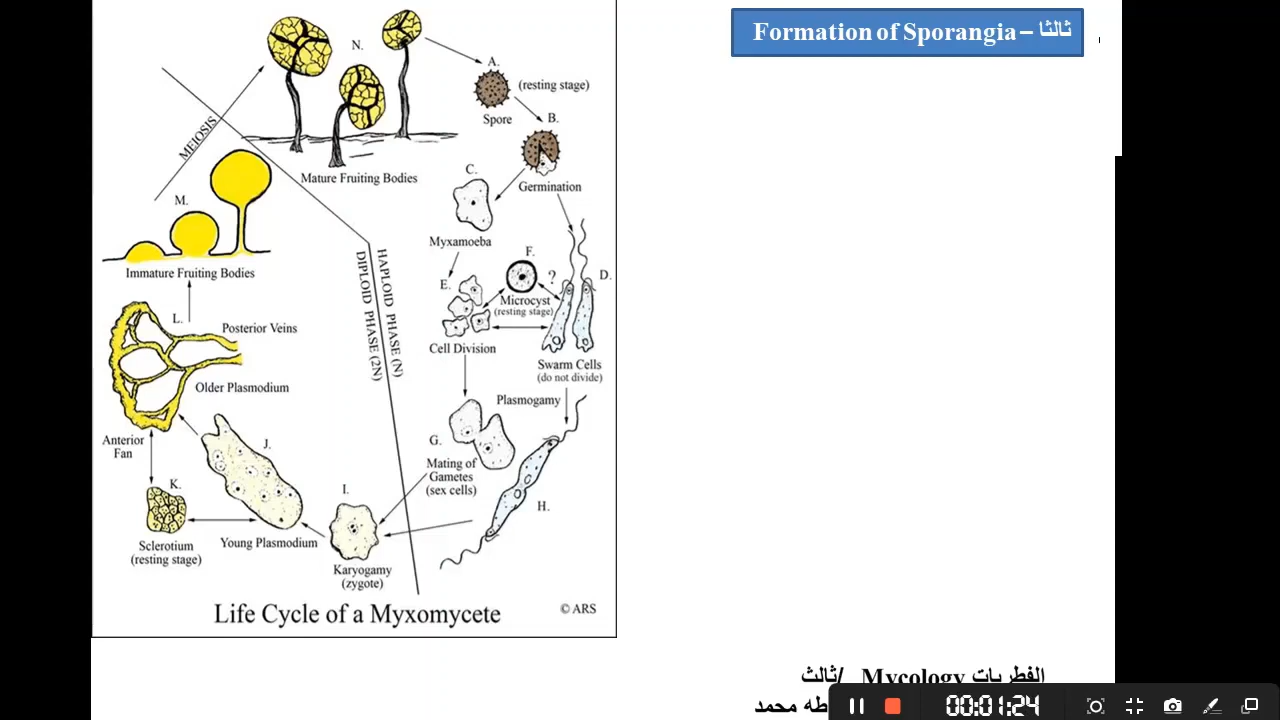 ثالثا – Formation of Sporangia
N.
A.
(resting stage)
Spore
B.
MEIOSIS
Mature Fruiting Bodies
C.
Germination
M.
Myxamoeba
F.
D.
Immature Fruiting Bodies
HAPLOID PHASE (N)
DIPLOID PHASE (2N)
E.
?
Microcyst
(resting stage)
L.
Posterior Veins
Cell Division
Swarm Cells
(do not divide)
Older Plasmodium
Plasmogamy
Anterior
Fan
J.
G.
Mating of
Gametes
(sex cells)
K.
I.
H.
Sclerotium
(resting stage)
Young Plasmodium
Karyogamy
(zygote)
Life Cycle of a Myxomycete
© ARS
الفطريات Mycology /ثالث
طه محمد
00:01:24